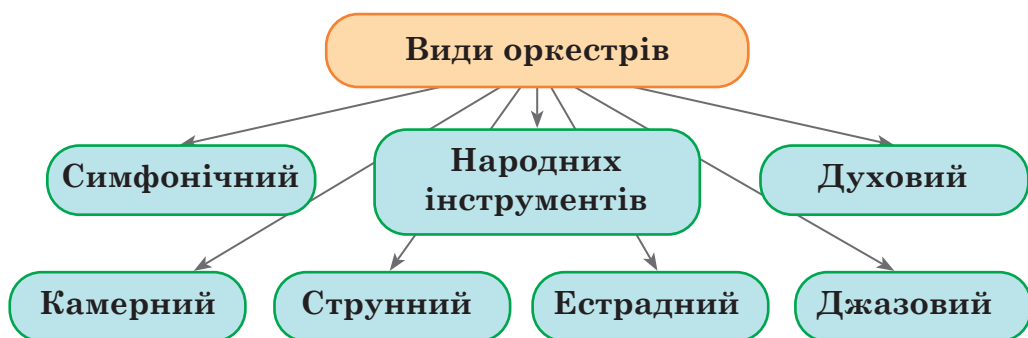 Види оркестрів
Симфонічний
Народних
інструментів
Духовий
Камерний
Струнний
Естрадний
Джазовий